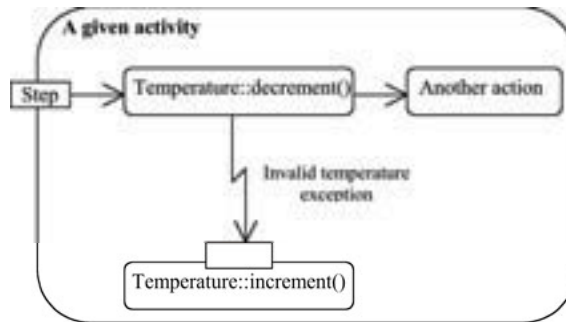 A given activity
Step
Temperature::decrement()
Another action
Invalid temperature
exception
Temperature::increment()